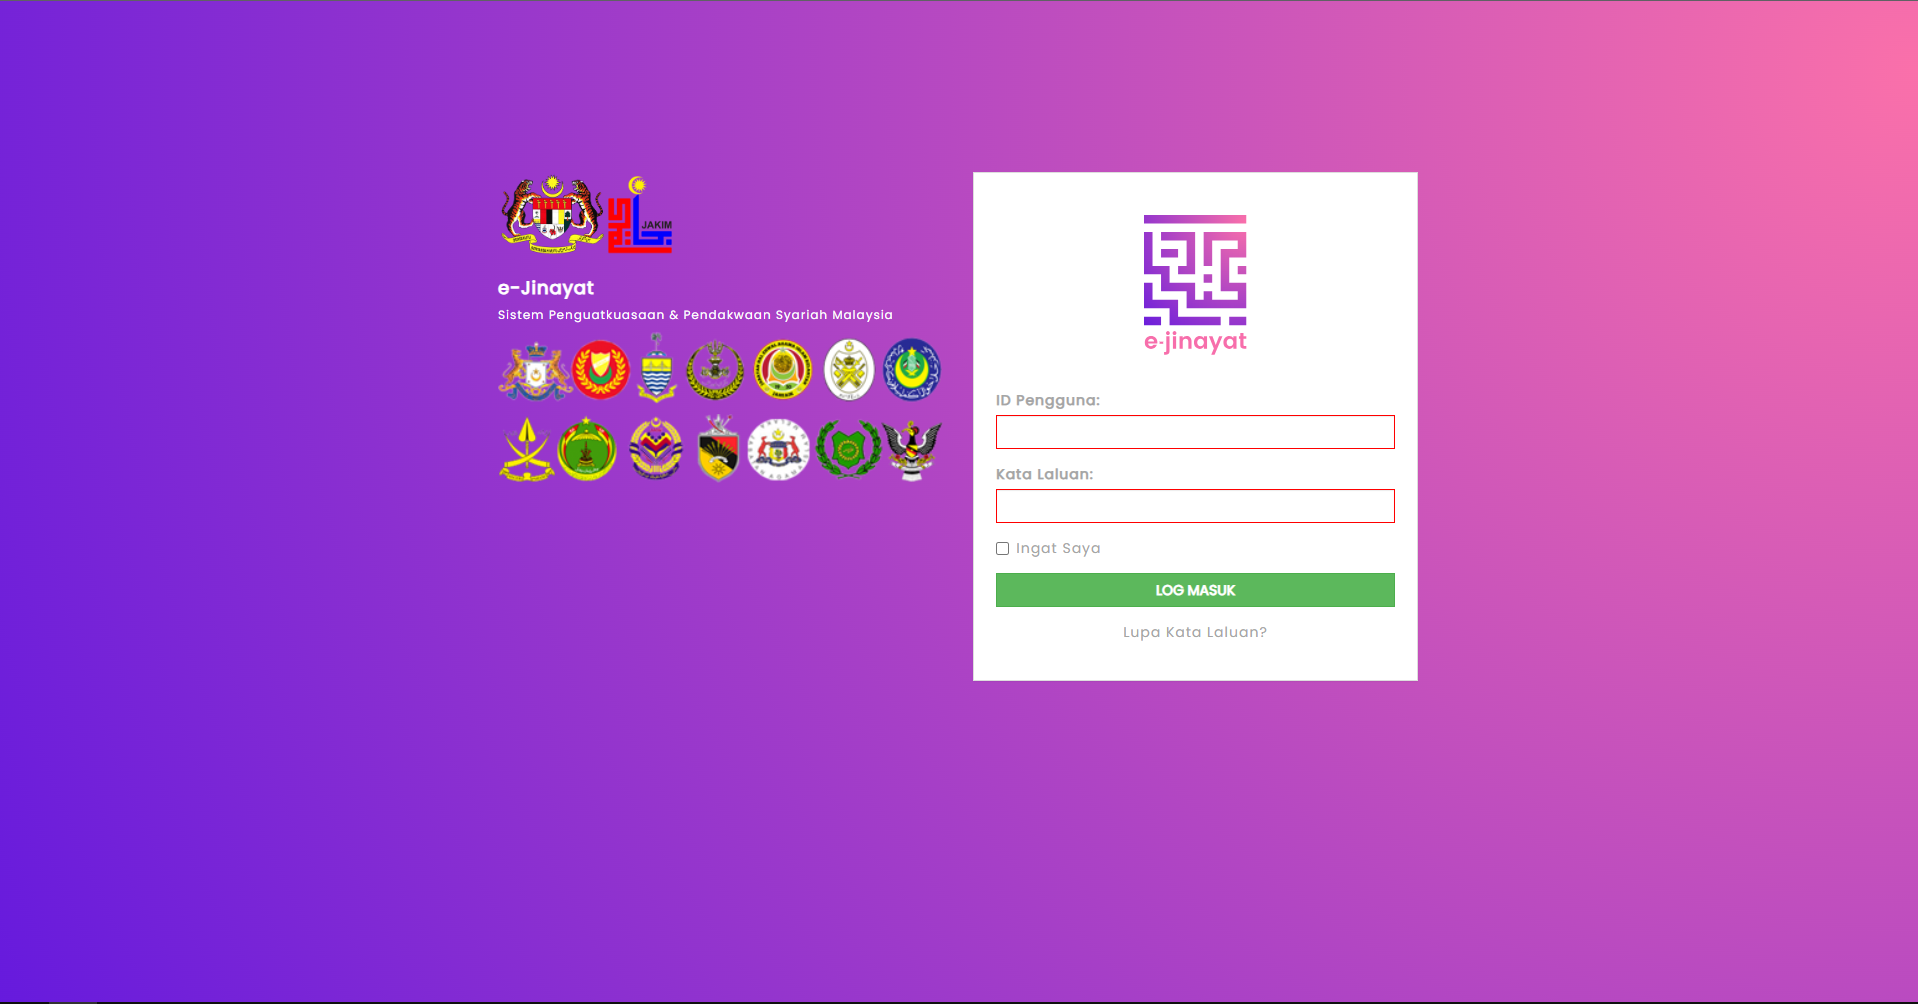 JAKIM
e-Jinayat
Sistem Penguatkuasaan & Pendakwaan Syariah Malaysia
e-jinayat
ID Pengguna:
Kata Laluan:
Ingat Saya
LOG MASUK
Lupa Kata Laluan?